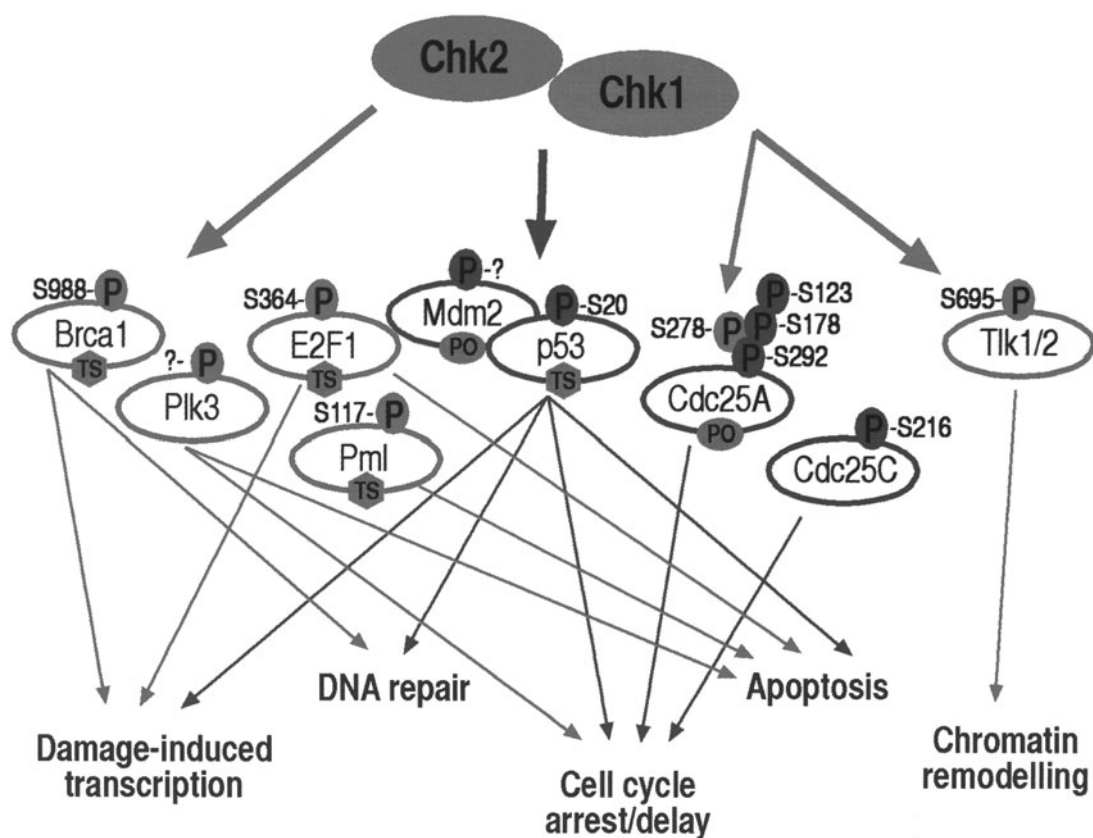 Chk2
Chk1
S988-P
Brca1
TS
?-P
Plk3
S364-P
E2F1
TS
S117-P
Pml
TS
P-?
Mdm2
PO
P-S20
p53
TS
P-S123
S278-P
P-S178
P-S292
Cdc25A
PO
P-S216
Cdc25C
S695-P
Tlk1/2
DNA repair
Apoptosis
Damage-induced
transcription
Cell cycle
arrest/delay
Chromatin
remodelling